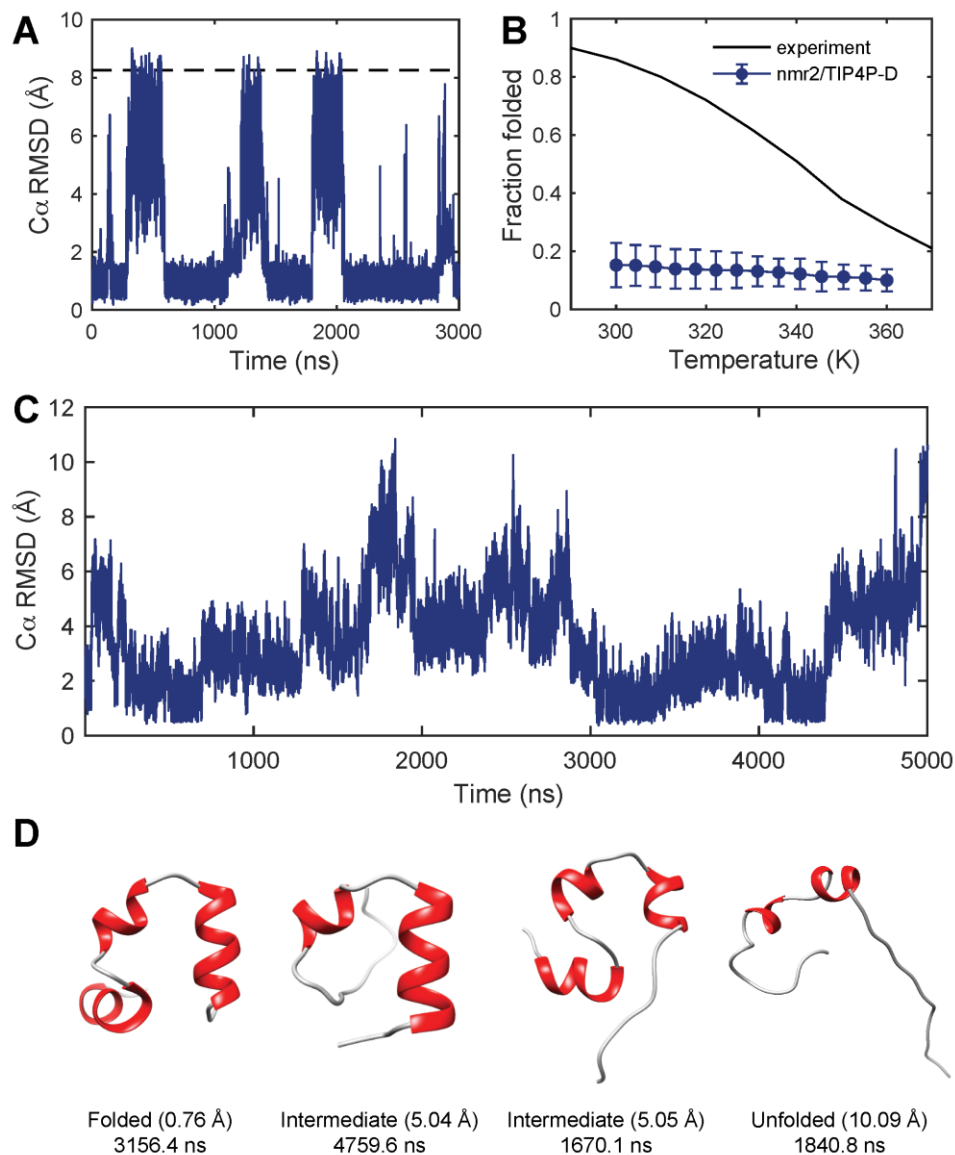 A
10
8
6
4
2
0
Cα RMSD (Å)
0 1000 2000 3000
Time (ns)
B
1
0.8
0.6
0.4
0.2
0
Fraction folded
experiment
nmr2/TIP4P-D
300 320 340 360
Temperature (K)
C
12
10
8
6
4
2
0
Cα RMSD (Å)
1000 2000 3000 4000 5000
Time (ns)
D
Folded (0.76 Å) Intermediate (5.04 Å) Intermediate (5.05 Å) Unfolded (10.09 Å)
3156.4 ns 4759.6 ns 1670.1 ns 1840.8 ns